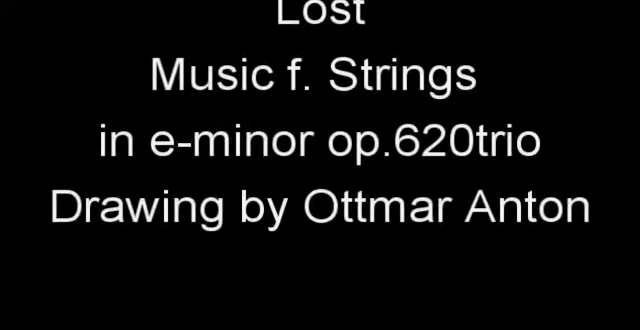 Lost
Music f. Strings
in e-minor op.620trio
Drawing by Ottmar Anton